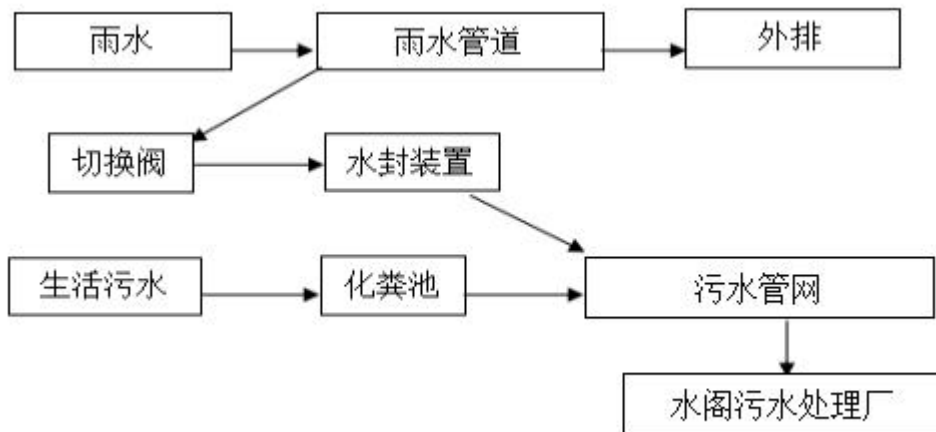 雨水
雨水管道
外排
切换阀
水封装置
生活污水
化粪池
污水管网
水阁污水处理厂